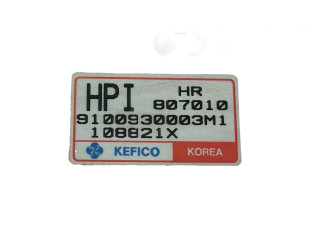 HPI HR
807010
9100930003M1
108821X
KEFICO KOREA